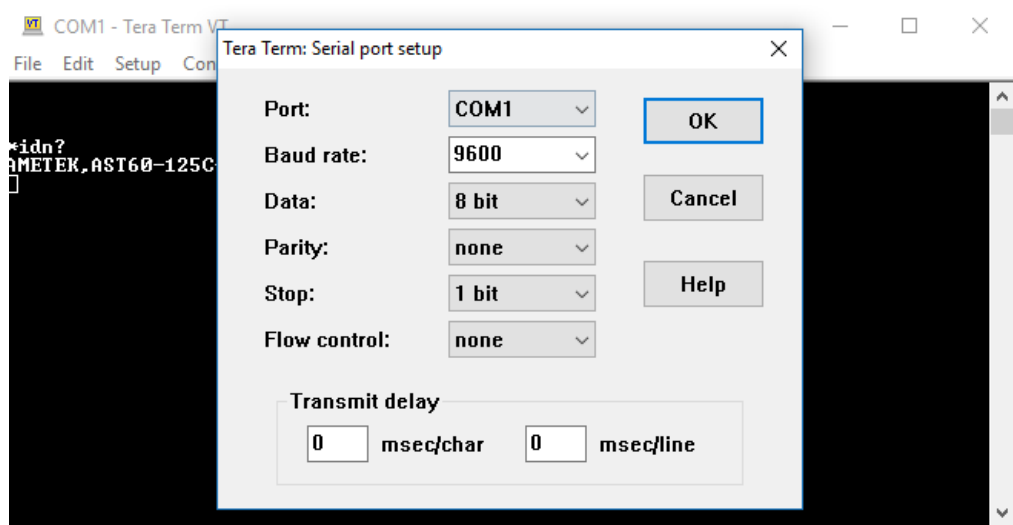 VT COM1 - Tera Term VT
File Edit Setup Con
*idn?
AMETEK,AST60-125C
Tera Term: Serial port setup
Port: COM1
Baud rate: 9600
Data: 8 bit
Parity: none
Stop: 1 bit
Flow control: none
OK
Cancel
Help
Transmit delay
0 msec/char 0 msec/line